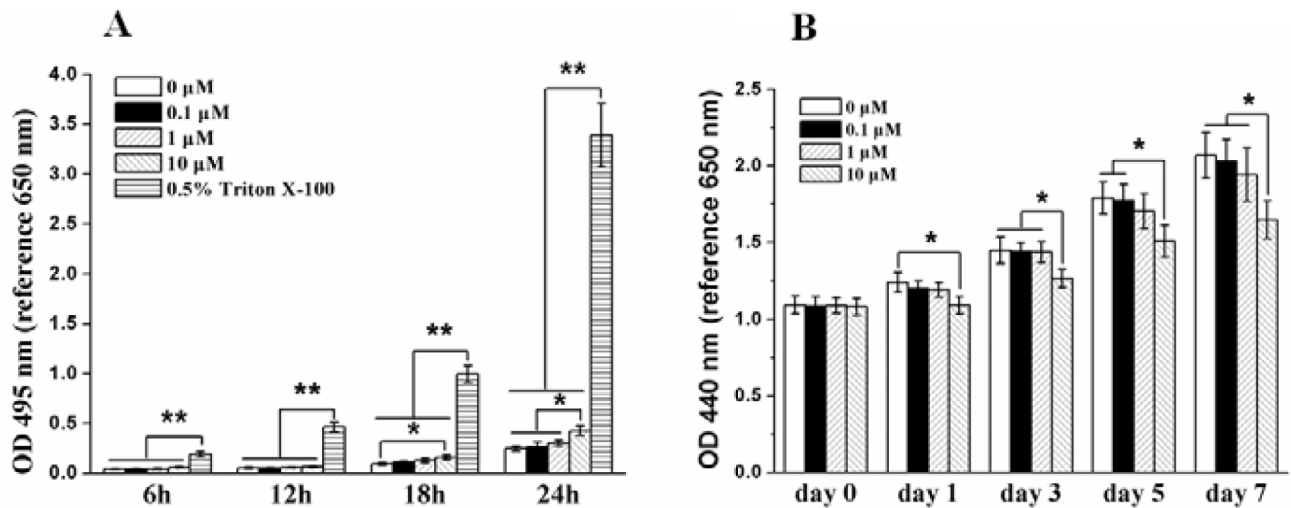 A
OD 495 nm (reference 650 nm)
4.0
3.5
3.0
2.5
2.0
1.5
1.0
0.5
0.0
0 μM
0.1 μM
1 μM
10 μM
0.5% Triton X-100
**
**
**
*
**
*
6h
12h
18h
24h
B
OD 440 nm (reference 650 nm)
2.5
2.0
1.5
1.0
0.5
0.0
0 μM
0.1 μM
1 μM
10 μM
*
*
*
*
day 0
day 1
day 3
day 5
day 7